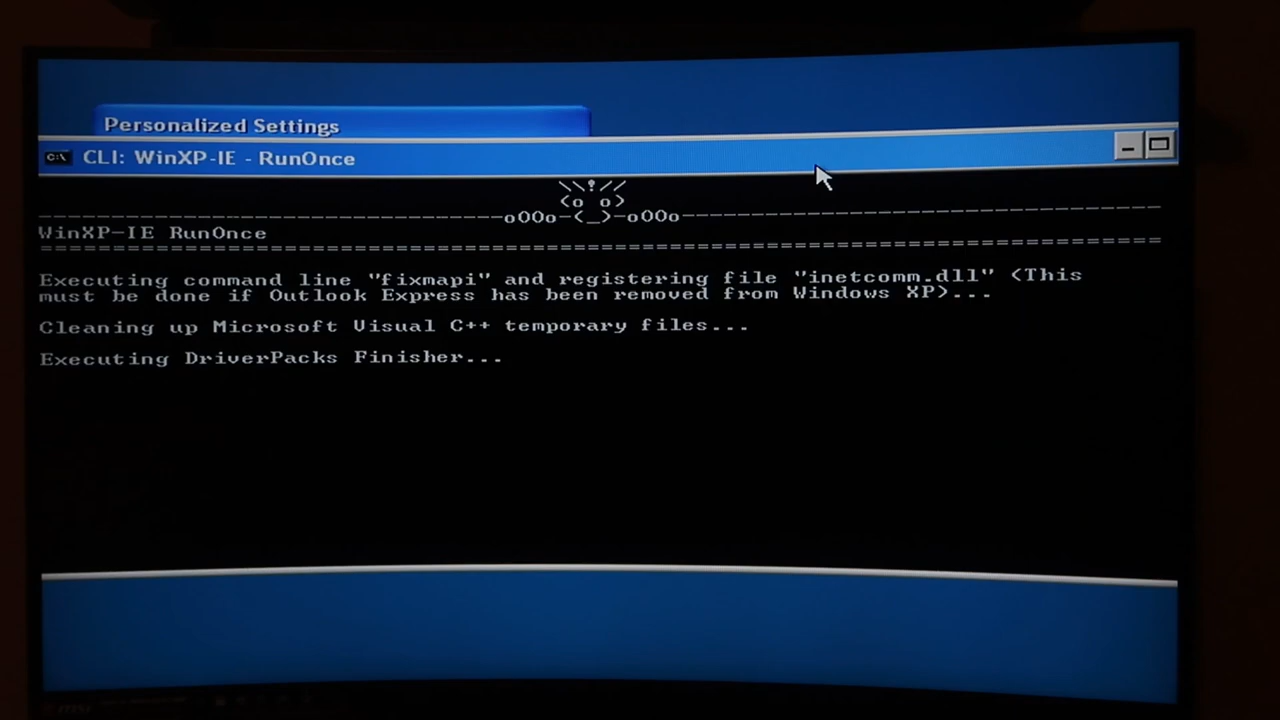 Personalized Settings
C:\ CLI: WinXP-IE - RunOnce
\\!//
(o o)
--------------------------------------------oOOo-(_)-oOOo--------------------------------------------
WinXP-IE RunOnce
==============================================================================
Executing command line "fixmapi" and registering file "inetcomm.dll" (This
must be done if Outlook Express has been removed from Windows XP)...
Cleaning up Microsoft Visual C++ temporary files...
Executing DriverPacks Finisher...